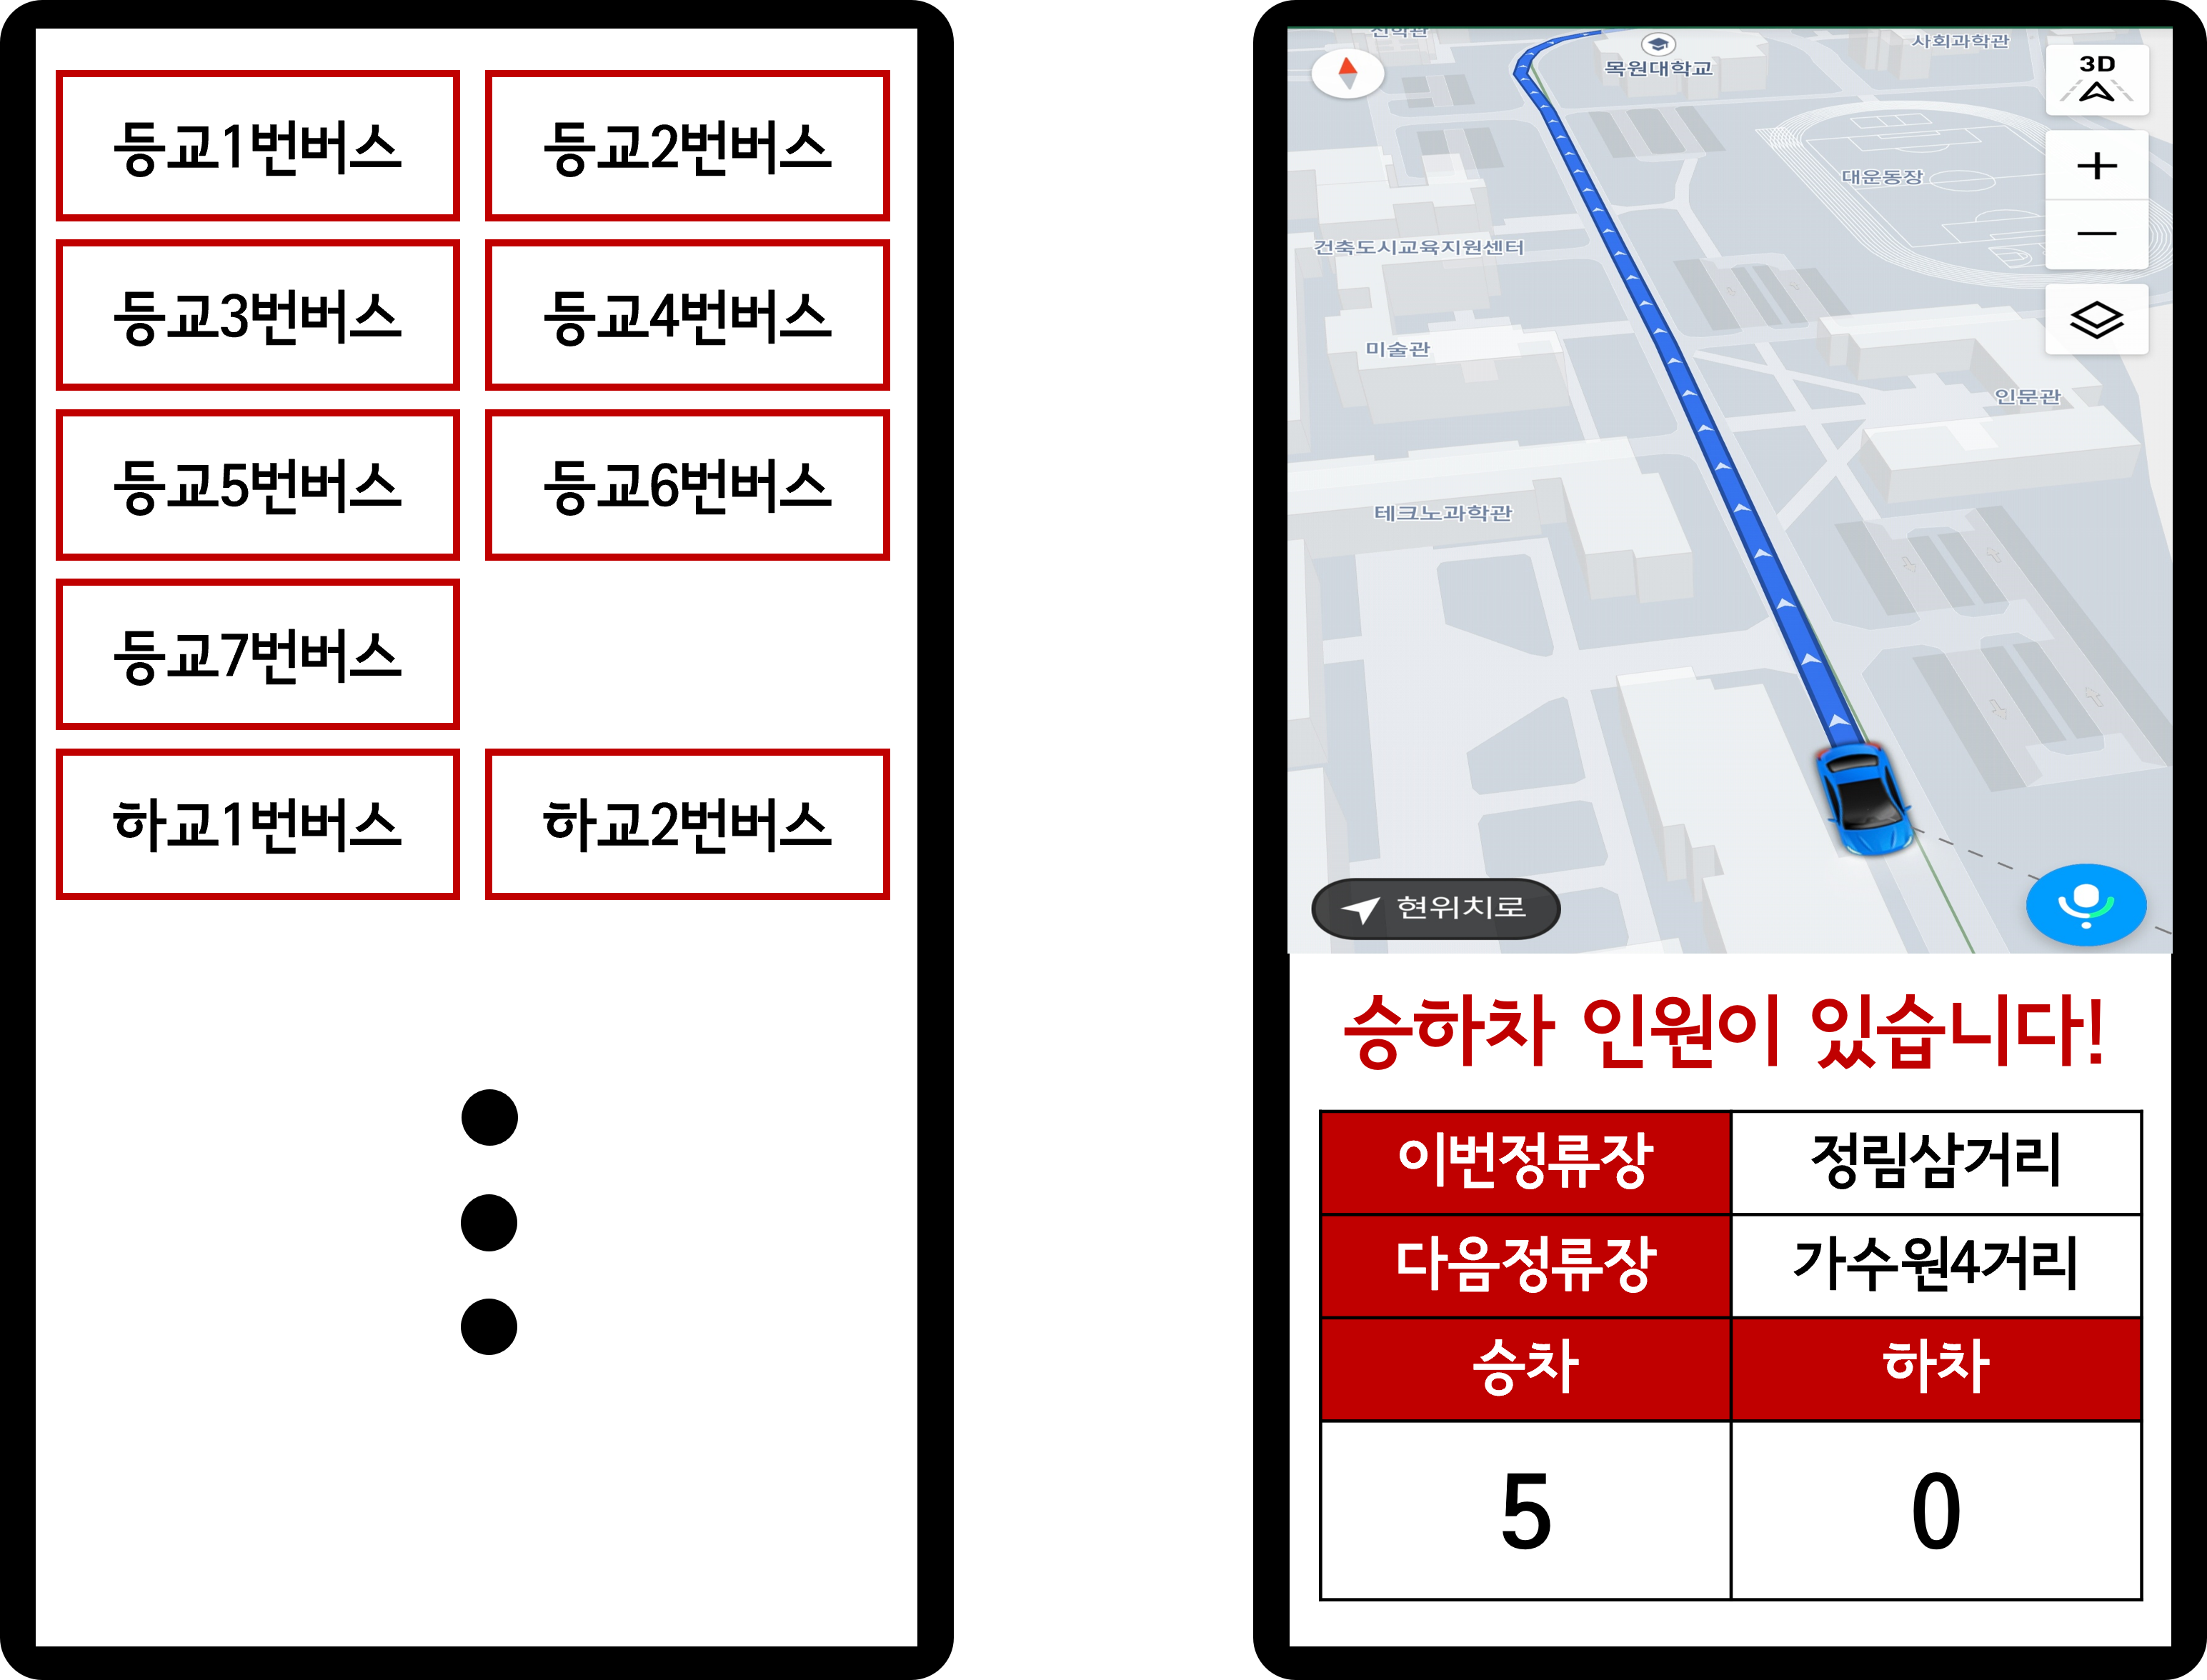 등교1번버스
등교2번버스
등교3번버스
등교4번버스
등교5번버스
등교6번버스
등교7번버스
하교1번버스
하교2번버스
신학관
목원대학교
사회과학관
3D
대운동장
건축도시교육지원센터
미술관
인문관
테크노과학관
현위치로
승하차 인원이 있습니다!
이번정류장 정림삼거리
다음정류장 가수원4거리
승차 하차
5 0